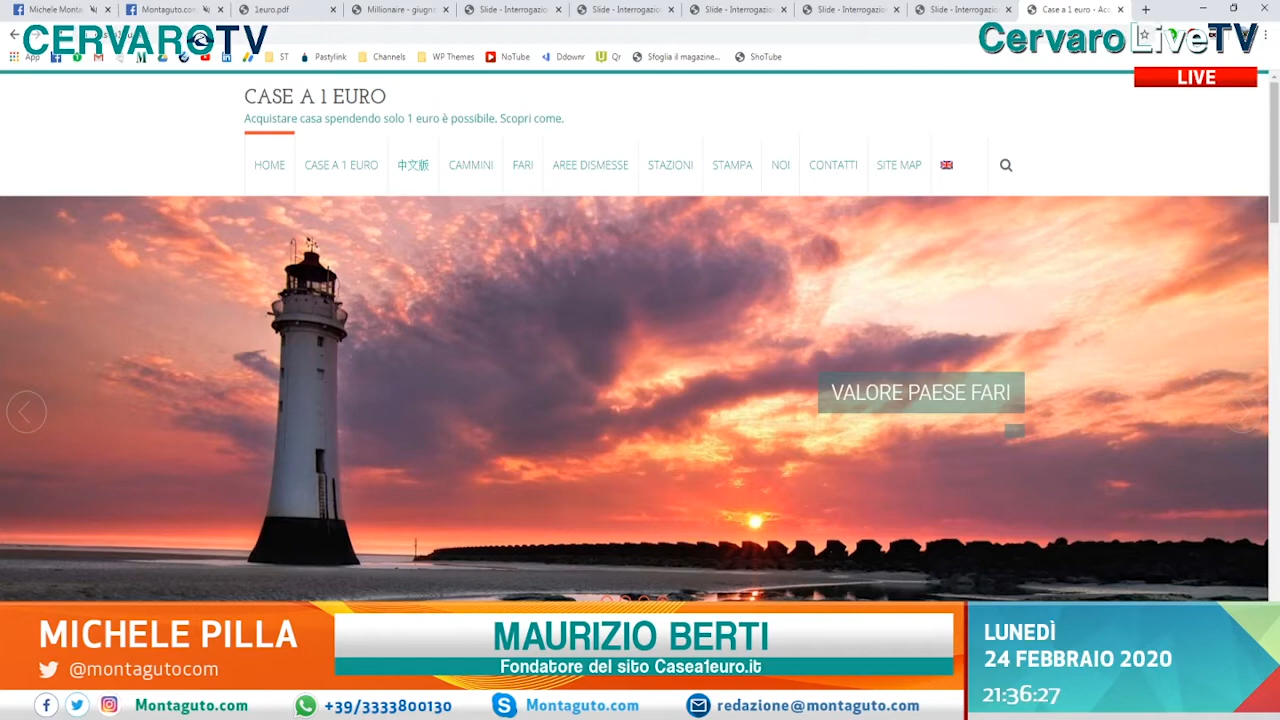 Michele Montag
Montaguto.com
1euro.pdf
Millionaire - giugn
Slide - Interrogazio
Slide - Interrogazio
Slide - Interrogazio
Slide - Interrogazio
Slide - Interrogazio
Case a 1 euro - Acc
CERVAROTV
CervaroLiveTV
App
M
M
in
ST
Pastylink
Channels
WP Themes
NoTube
Ddownr
Qr
Sfoglia il magazine...
ShoTube
LIVE
CASE A 1 EURO
Acquistare casa spendendo solo 1 euro è possibile. Scopri come.
HOME
CASE A 1 EURO
中文版
CAMMINI
FARI
AREE DISMESSE
STAZIONI
STAMPA
NOI
CONTATTI
SITE MAP
VALORE PAESE FARI
MICHELE PILLA
@montagutocom
MAURIZIO BERTI
Fondatore del sito Casea1euro.it
LUNEDÌ
24 FEBBRAIO 2020
21:36:27
Montaguto.com
+39/3333800130
Montaguto.com
redazione@montaguto.com